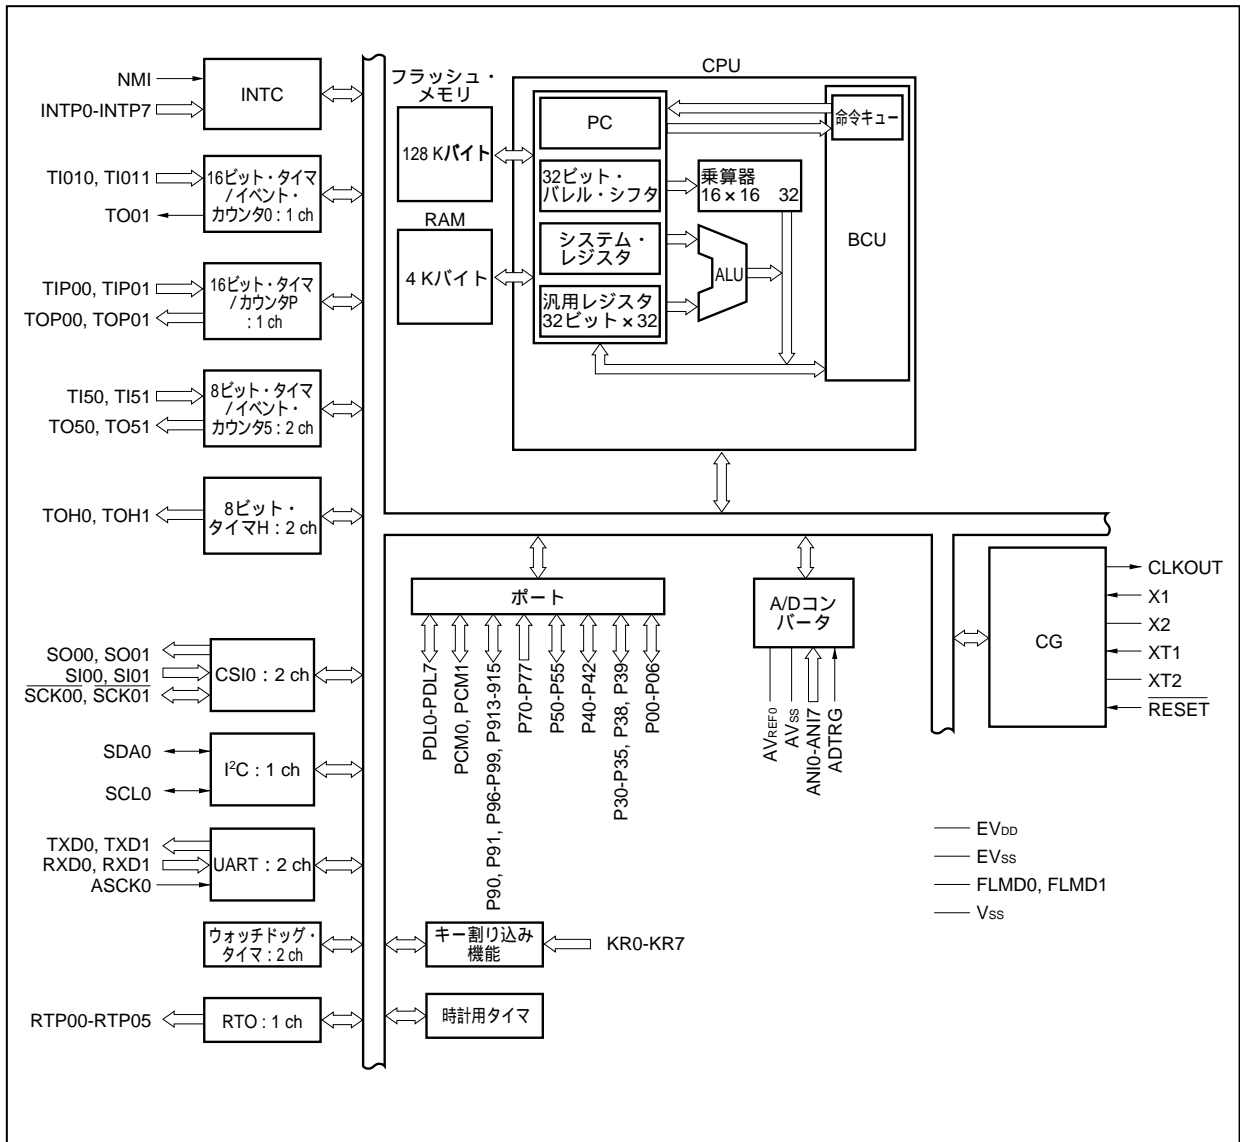 NMI
INTP0-INTP7
INTC
TI010, TI011
TO01
16ビット・タイマ
/イベント・
カウンタ0 : 1 ch
TIP00, TIP01
TOP00, TOP01
16ビット・タイマ
/カウンタP
: 1 ch
TI50, TI51
TO50, TO51
8ビット・タイマ
/イベント・
カウンタ5 : 2 ch
TOH0, TOH1
8ビット・
タイマH : 2 ch
SO00, SO01
SI00, SI01
SCK00, SCK01
CSI0 : 2 ch
SDA0
SCL0
I²C : 1 ch
TXD0, TXD1
RXD0, RXD1
ASCK0
UART : 2 ch
ウォッチドッグ・
タイマ : 2 ch
RTP00-RTP05
RTO : 1 ch
フラッシュ・
メモリ
128 Kバイト
RAM
4 Kバイト
CPU
PC
32ビット・
バレル・シフタ
システム・
レジスタ
汎用レジスタ
32ビット × 32
乗算器
16 × 16 32
ALU
命令キュー
BCU
ポート
PDL0-PDL7
PCM0, PCM1
P90, P91, P96-P99, P913-915
P70-P77
P50-P55
P40-P42
P30-P35, P38, P39
P00-P06
A/Dコン
バータ
AVREF0
AVSS
ANI0-ANI7
ADTRG
CG
CLKOUT
X1
X2
XT1
XT2
RESET
EVDD
EVSS
FLMD0, FLMD1
VSS
キー割り込み
機能
KR0-KR7
時計用タイマ